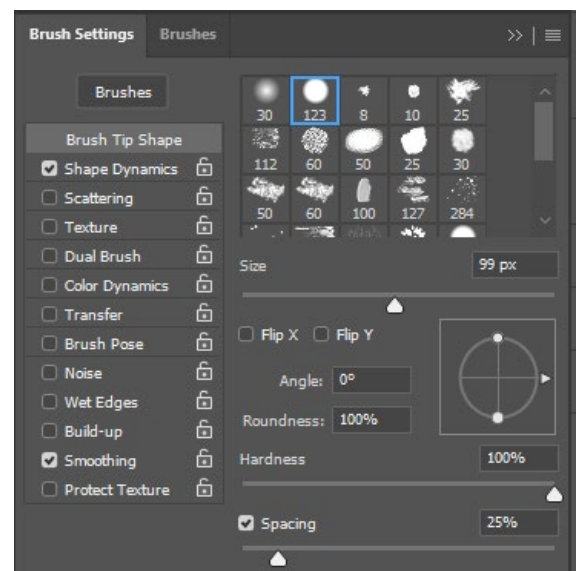 Brush Settings Brushes
Brushes
Brush Tip Shape
Shape Dynamics
Scattering
Texture
Dual Brush
Color Dynamics
Transfer
Brush Pose
Noise
Wet Edges
Build-up
Smoothing
Protect Texture
30 123 8 10 25
112 60 50 25 30
50 60 100 127 284
Size 99 px
Flip X Flip Y
Angle: 0º
Roundness: 100%
Hardness 100%
Spacing 25%